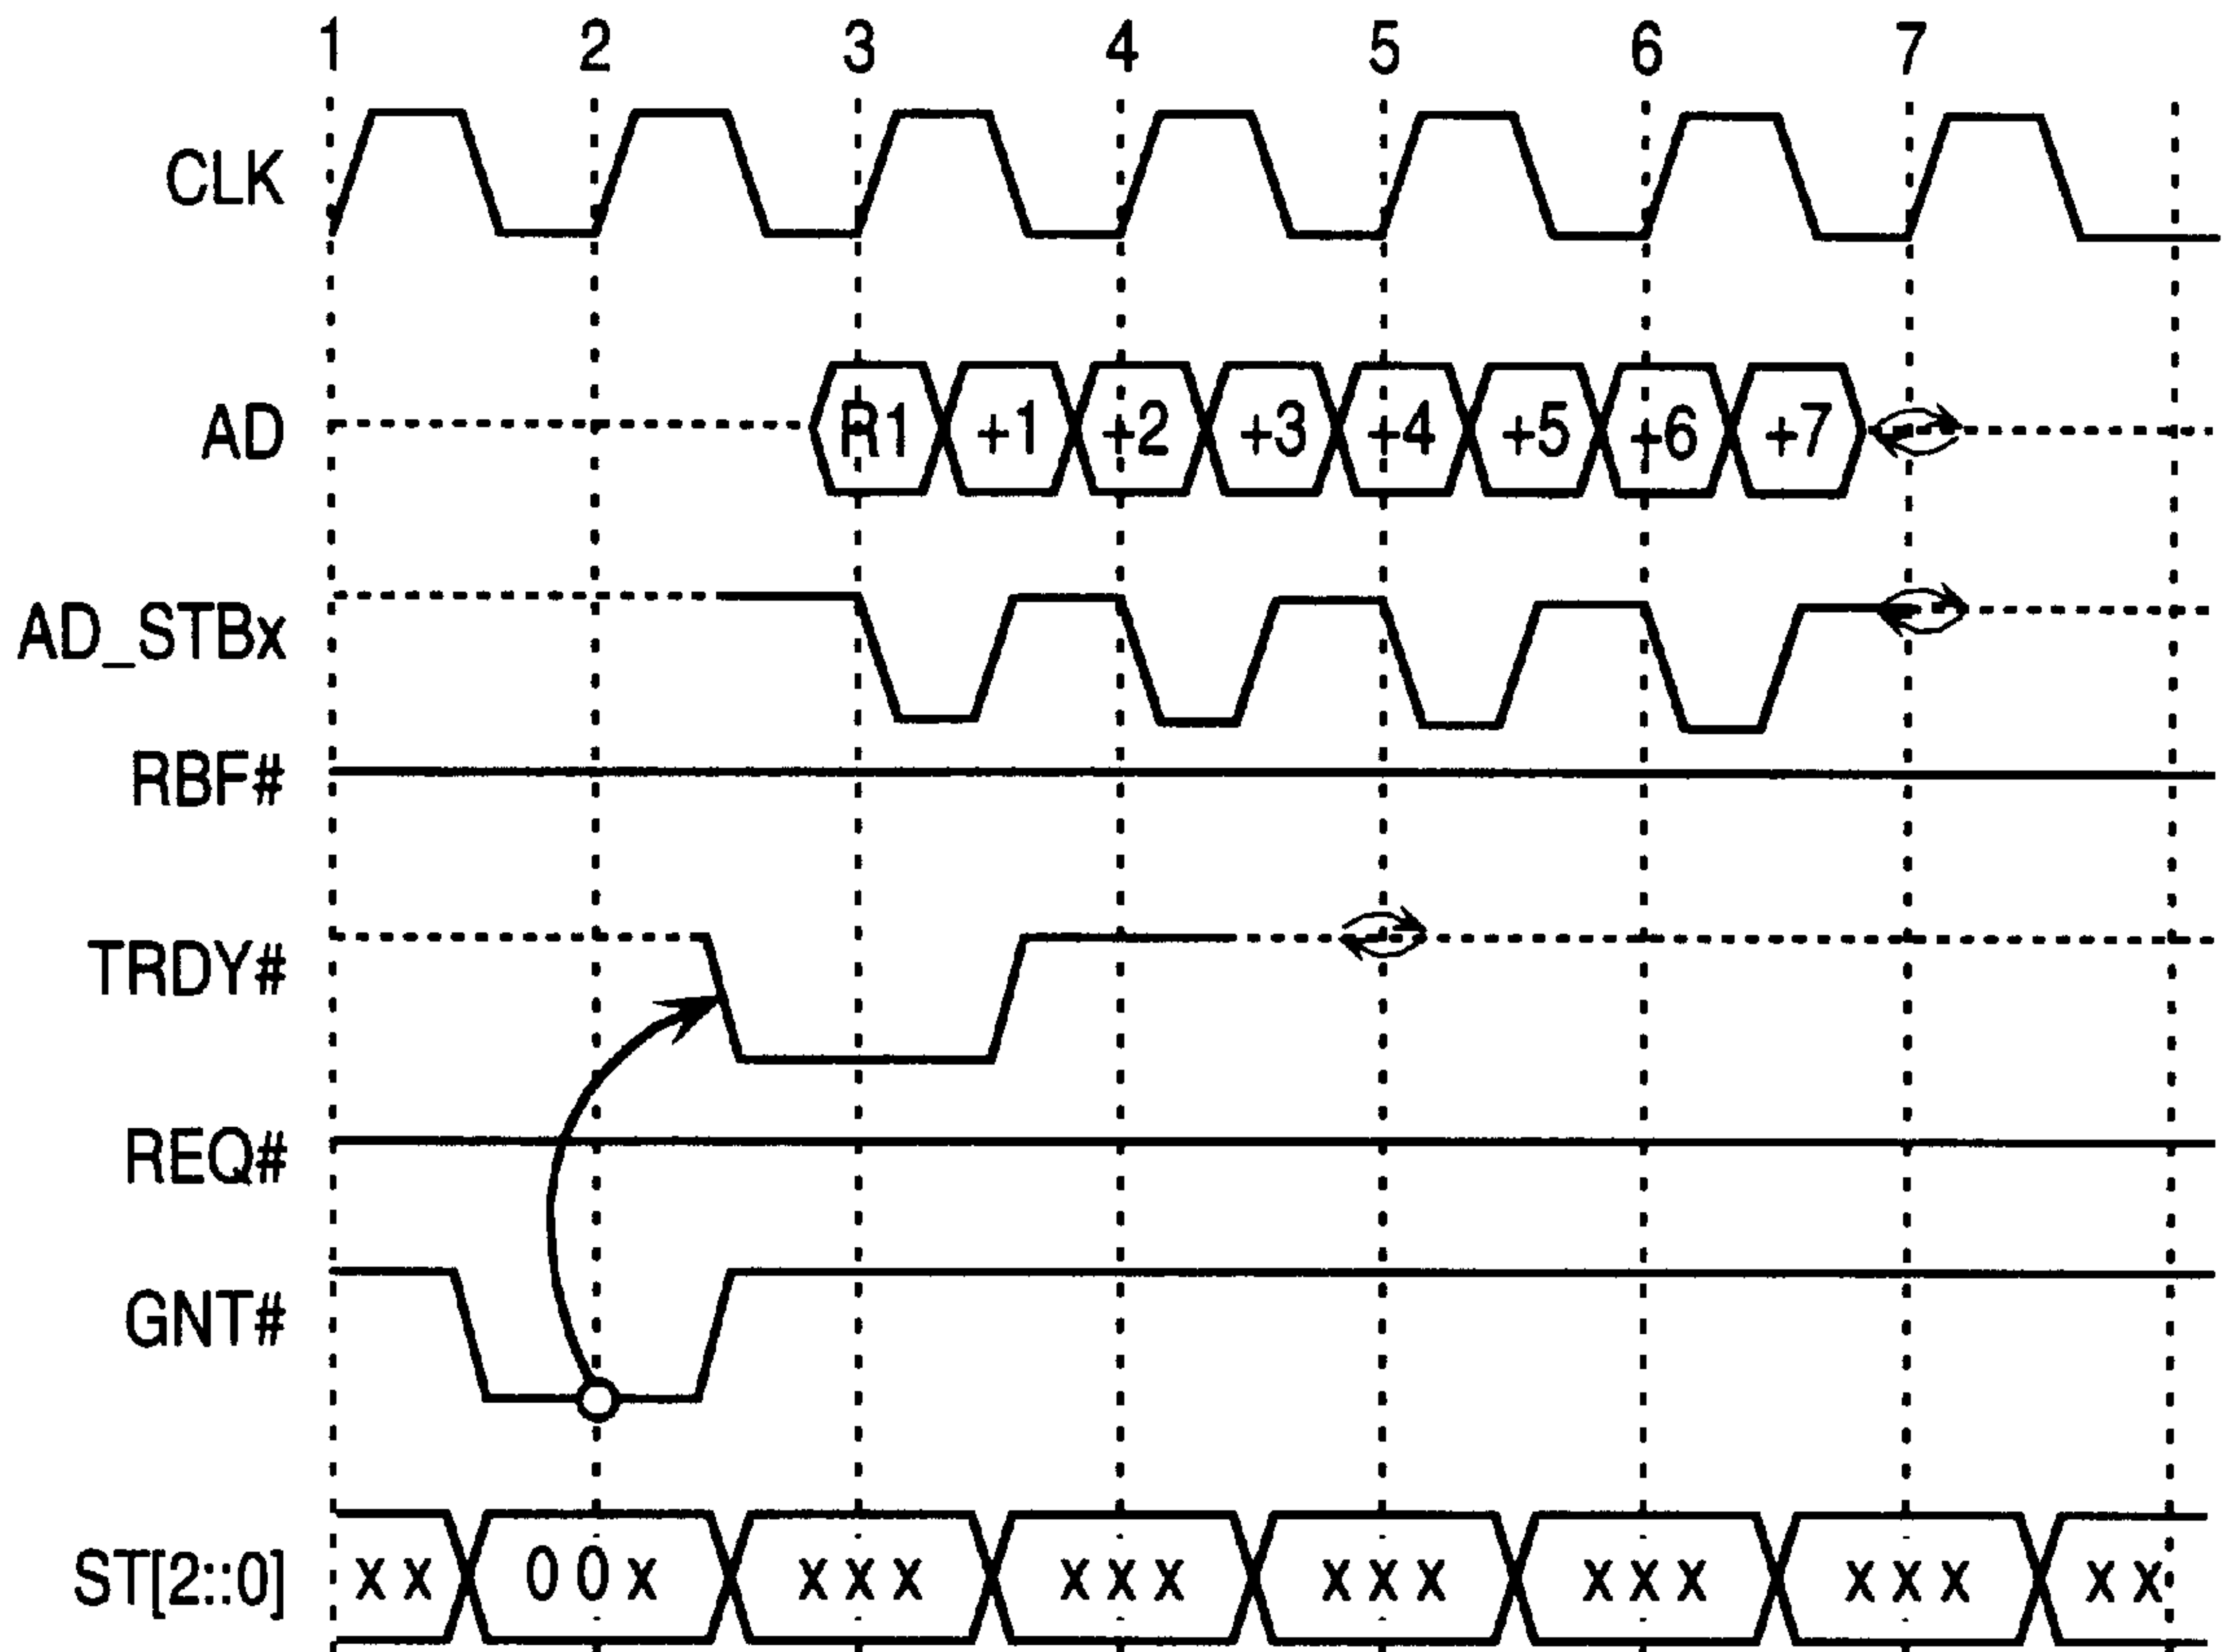 1 2 3 4 5 6 7
CLK
AD R1 +1 +2 +3 +4 +5 +6 +7
AD_STBx
RBF#
TRDY#
REQ#
GNT#
ST[2::0] x x 0 0 x x x x x x x x x x x x x x x x x x x